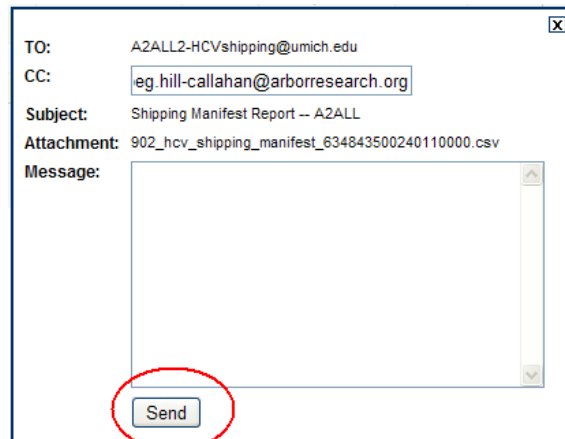 X
TO: A2ALL2-HCVshipping@umich.edu
CC: eg.hill-callahan@arborresearch.org
Subject: Shipping Manifest Report -- A2ALL
Attachment: 902_hcv_shipping_manifest_634843500240110000.csv
Message:
Send